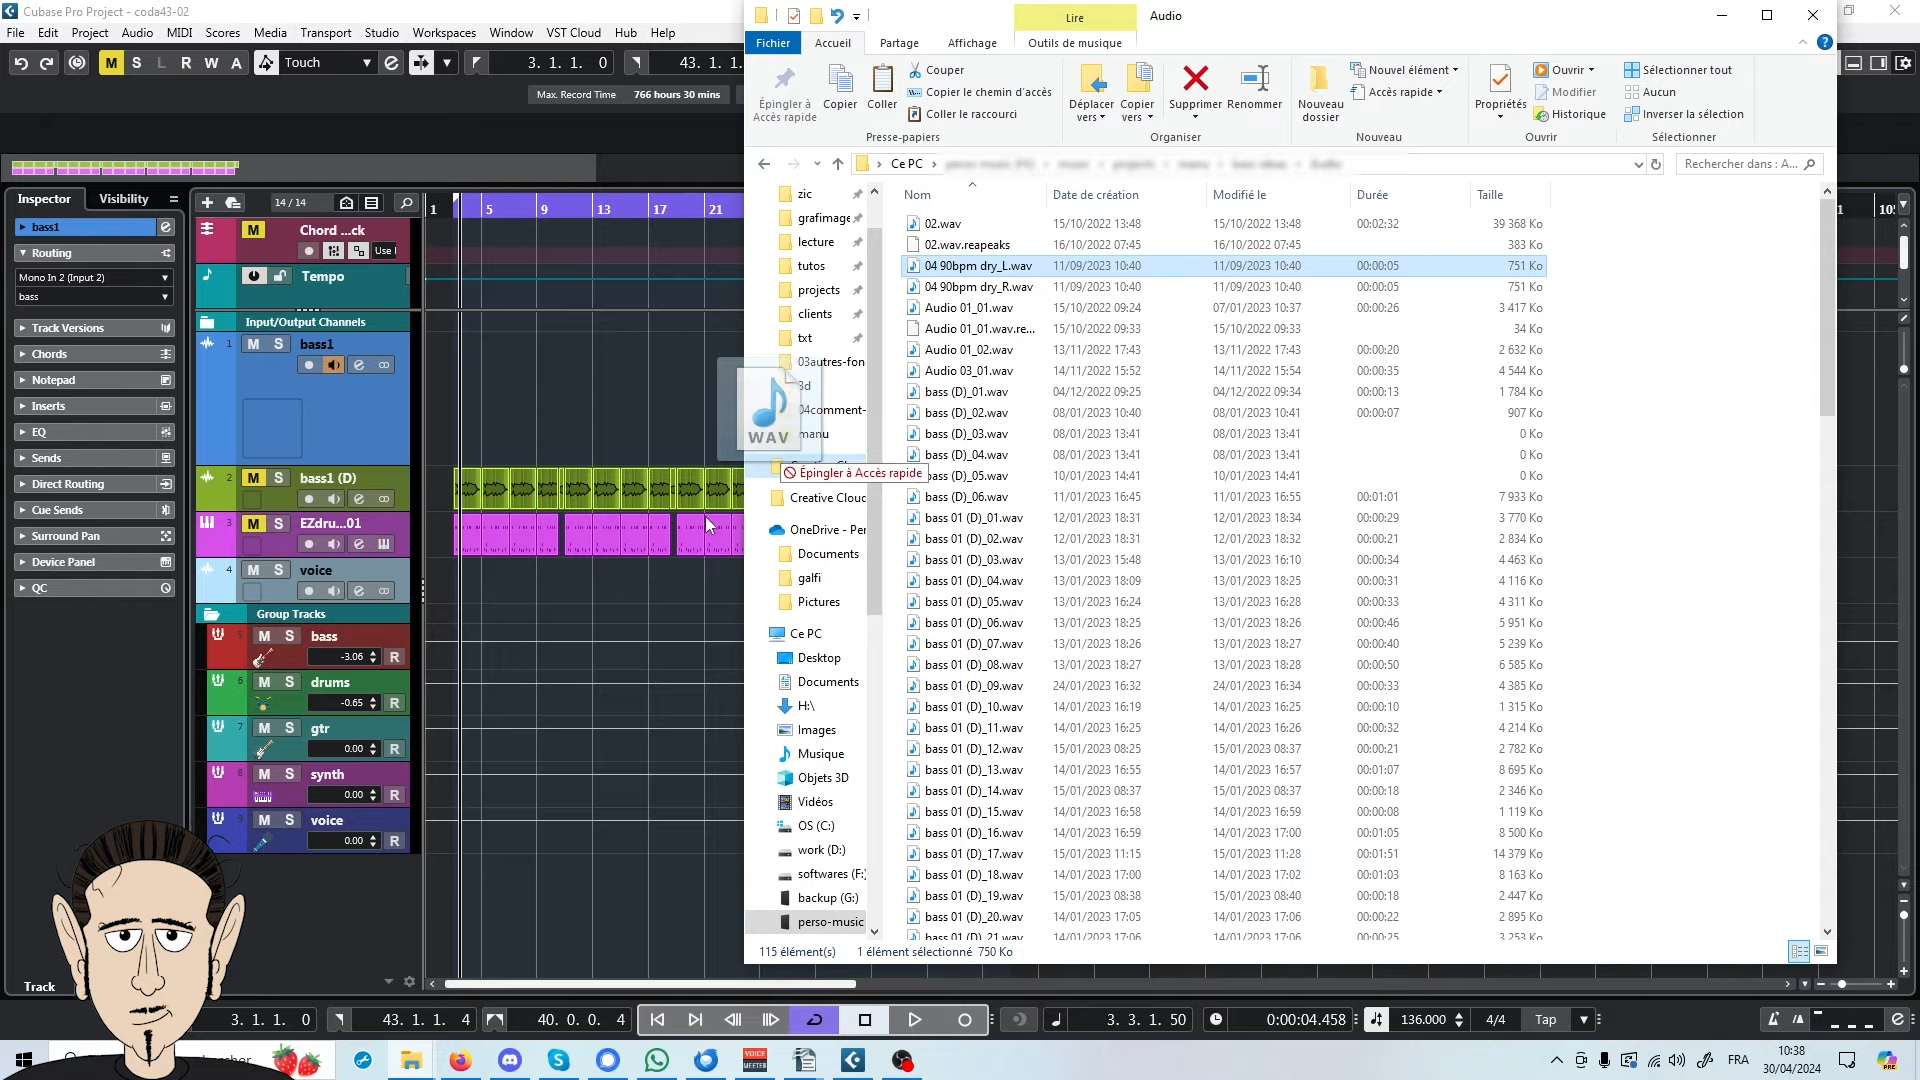 Cubase Pro Project - coda43-02
File Edit Project Audio MIDI Scores Media Transport Studio Workspaces Window VST Cloud Hub Help
M S L R W A Touch 3. 1. 1. 0 43. 1. 1.
Max. Record Time 766 hours 30 mins
Inspector Visibility
14 / 14
1 5 9 13 17 21
bass1
Routing
Mono In 2 (Input 2)
bass
Track Versions
Chords
Notepad
Inserts
EQ
Sends
Direct Routing
Cue Sends
Surround Pan
Device Panel
QC
Track
M Chord ...ck
Use
Tempo
Input/Output Channels
1 M S bass1
2 M S bass1 (D)
3 M S EZdru...01
4 M S voice
Group Tracks
5 M S bass
-3.06 R
6 M S drums
-0.65 R
7 M S gtr
0.00 R
8 M S synth
0.00 R
9 M S voice
0.00 R
Lire Audio
Fichier Accueil Partage Affichage Outils de musique
Épingler à Accès rapide
Copier
Coller
Couper
Copier le chemin d'accès
Coller le raccourci
Presse-papiers
Déplacer vers
Copier vers
Supprimer
Renommer
Organiser
Nouveau dossier
Nouvel élément
Accès rapide
Nouveau
Propriétés
Ouvrir
Modifier
Historique
Ouvrir
Sélectionner tout
Aucun
Inverser la sélection
Sélectionner
Ce PC
Rechercher dans : A...
zic
grafimage
lecture
tutos
projects
clients
txt
03autres-fon
3d
04comment-
manu
WAV
Épingler à Accès rapide
Creative Cloud
OneDrive - Per
Documents
galfi
Pictures
Ce PC
Desktop
Documents
H:\
Images
Musique
Objets 3D
Vidéos
OS (C:)
work (D:)
softwares (F:)
backup (G:)
perso-music
Nom Date de création Modifié le Durée Taille
02.wav 15/10/2022 13:48 15/10/2022 13:48 00:02:32 39 368 Ko
02.wav.reapeaks 16/10/2022 07:45 16/10/2022 07:45 383 Ko
04 90bpm dry_L.wav 11/09/2023 10:40 11/09/2023 10:40 00:00:05 751 Ko
04 90bpm dry_R.wav 11/09/2023 10:40 11/09/2023 10:40 00:00:05 751 Ko
Audio 01_01.wav 15/10/2022 09:24 07/01/2023 10:37 00:00:26 3 417 Ko
Audio 01_01.wav.re... 15/10/2022 09:33 15/10/2022 09:33 34 Ko
Audio 01_02.wav 13/11/2022 17:43 13/11/2022 17:43 00:00:20 2 632 Ko
Audio 03_01.wav 14/11/2022 15:52 14/11/2022 15:54 00:00:35 4 544 Ko
bass (D)_01.wav 04/12/2022 09:25 04/12/2022 09:34 00:00:13 1 784 Ko
bass (D)_02.wav 08/01/2023 10:40 08/01/2023 10:41 00:00:07 907 Ko
bass (D)_03.wav 08/01/2023 13:41 08/01/2023 13:41 0 Ko
bass (D)_04.wav 08/01/2023 13:41 08/01/2023 13:41 0 Ko
bass (D)_05.wav 10/01/2023 14:41 10/01/2023 14:41 0 Ko
bass (D)_06.wav 11/01/2023 16:45 11/01/2023 16:55 00:01:01 7 933 Ko
bass 01 (D)_01.wav 12/01/2023 18:31 12/01/2023 18:34 00:00:29 3 770 Ko
bass 01 (D)_02.wav 12/01/2023 18:31 12/01/2023 18:32 00:00:21 2 834 Ko
bass 01 (D)_03.wav 13/01/2023 15:48 13/01/2023 16:10 00:00:34 4 463 Ko
bass 01 (D)_04.wav 13/01/2023 18:09 13/01/2023 18:25 00:00:31 4 116 Ko
bass 01 (D)_05.wav 13/01/2023 16:24 13/01/2023 16:28 00:00:33 4 311 Ko
bass 01 (D)_06.wav 13/01/2023 18:25 13/01/2023 18:26 00:00:46 5 951 Ko
bass 01 (D)_07.wav 13/01/2023 18:26 13/01/2023 18:27 00:00:40 5 239 Ko
bass 01 (D)_08.wav 13/01/2023 18:27 13/01/2023 18:28 00:00:50 6 585 Ko
bass 01 (D)_09.wav 24/01/2023 16:32 24/01/2023 16:34 00:00:33 4 385 Ko
bass 01 (D)_10.wav 14/01/2023 16:19 14/01/2023 16:25 00:00:10 1 315 Ko
bass 01 (D)_11.wav 14/01/2023 16:25 14/01/2023 16:26 00:00:32 4 214 Ko
bass 01 (D)_12.wav 15/01/2023 08:25 15/01/2023 08:37 00:00:21 2 782 Ko
bass 01 (D)_13.wav 14/01/2023 16:55 14/01/2023 16:57 00:01:07 8 695 Ko
bass 01 (D)_14.wav 15/01/2023 08:37 15/01/2023 08:37 00:00:18 2 346 Ko
bass 01 (D)_15.wav 14/01/2023 16:58 14/01/2023 16:59 00:00:08 1 119 Ko
bass 01 (D)_16.wav 14/01/2023 16:59 14/01/2023 17:00 00:01:05 8 500 Ko
bass 01 (D)_17.wav 15/01/2023 11:15 15/01/2023 11:28 00:01:51 14 379 Ko
bass 01 (D)_18.wav 14/01/2023 17:00 14/01/2023 17:02 00:01:03 8 163 Ko
bass 01 (D)_19.wav 15/01/2023 08:38 15/01/2023 08:40 00:00:18 2 447 Ko
bass 01 (D)_20.wav 14/01/2023 17:05 14/01/2023 17:06 00:00:22 2 895 Ko
bass 01 (D)_21.wav 14/01/2023 17:06 14/01/2023 17:06 00:00:25 3 253 Ko
115 élément(s) 1 élément sélectionné 750 Ko
3. 1. 1. 0 43. 1. 1. 4 40. 0. 0. 4 3. 3. 1. 50 0:00:04.458 136.000 4/4 Tap
VOICE MEETER
FRA 10:38
30/04/2024